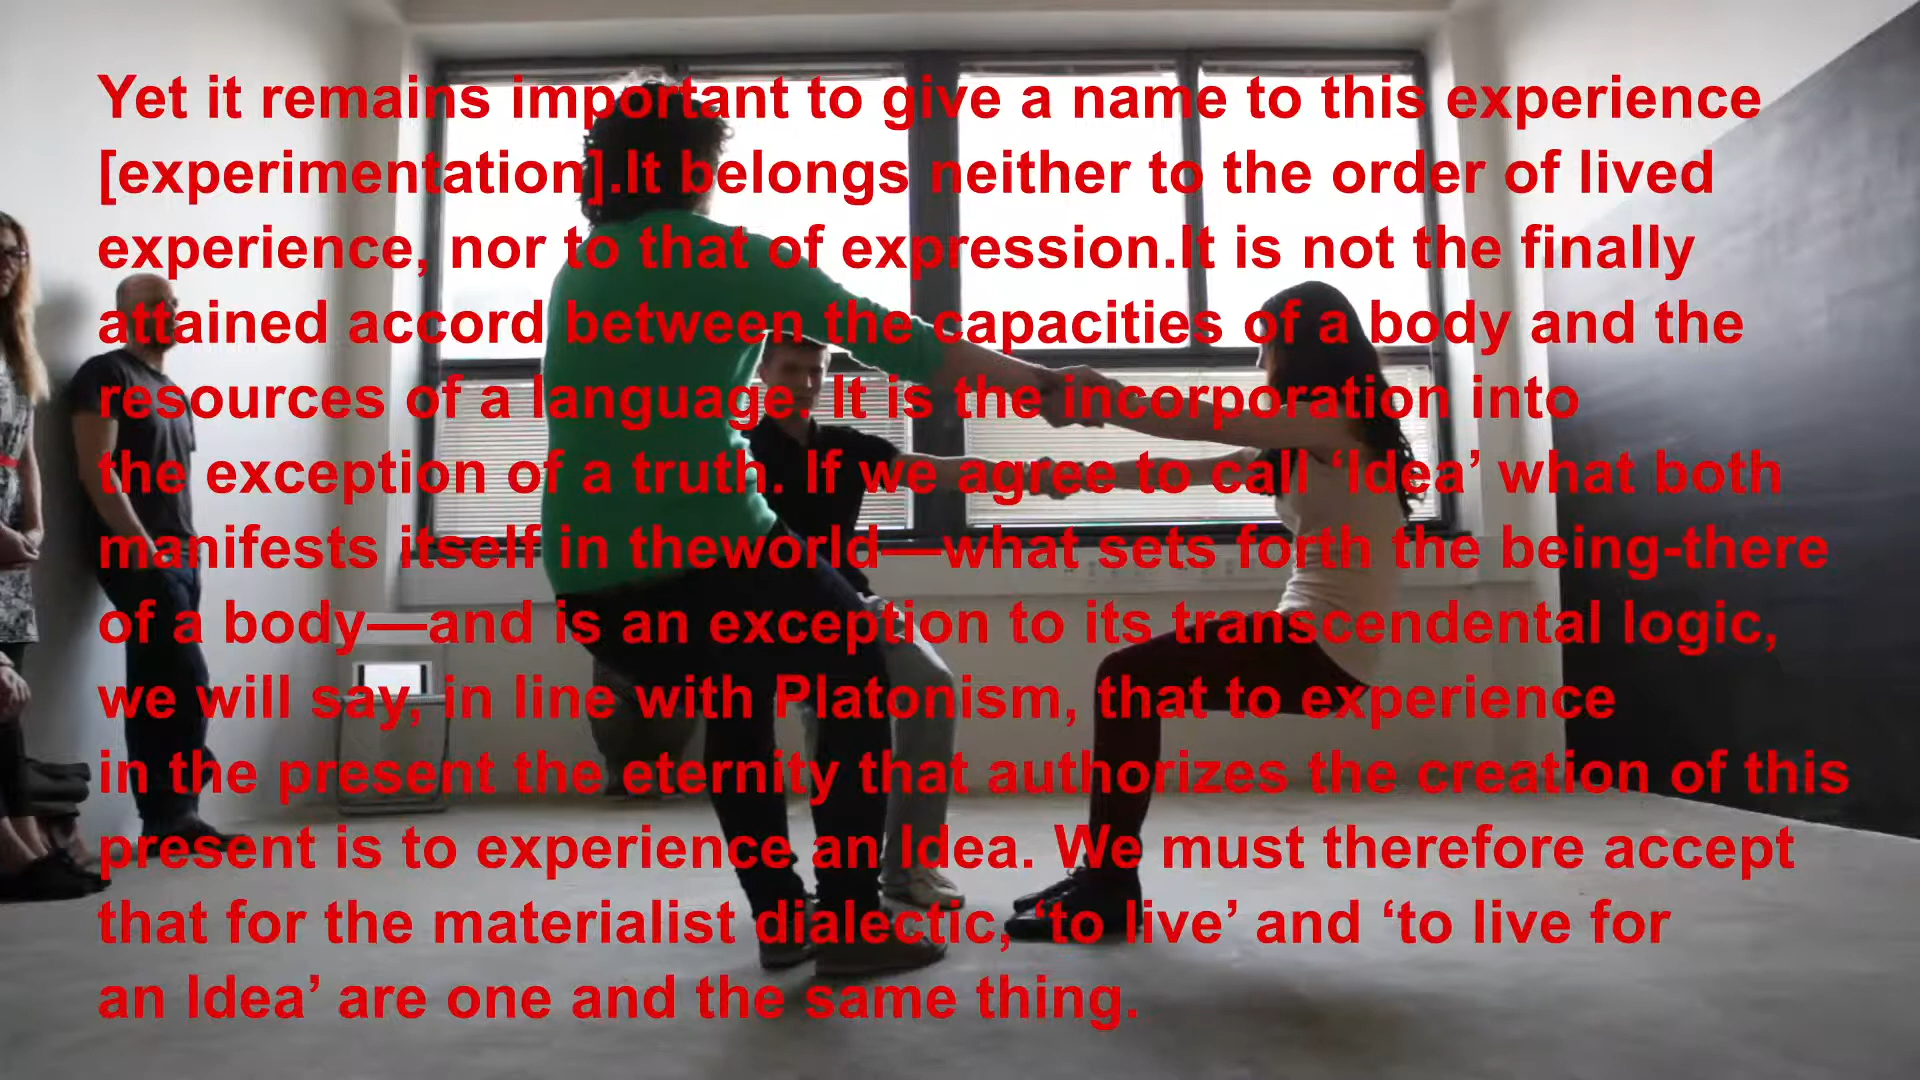 Yet it remains important to give a name to this experience
[experimentation].It belongs neither to the order of lived
experience, nor to that of expression.It is not the finally
attained accord between the capacities of a body and the
resources of a language. It is the incorporation into
the exception of a truth. If we agree to call ‘Idea’ what both
manifests itself in theworld—what sets forth the being-there
of a body—and is an exception to its transcendental logic,
we will say, in line with Platonism, that to experience
in the present the eternity that authorizes the creation of this
present is to experience an Idea. We must therefore accept
that for the materialist dialectic, ‘to live’ and ‘to live for
an Idea’ are one and the same thing.